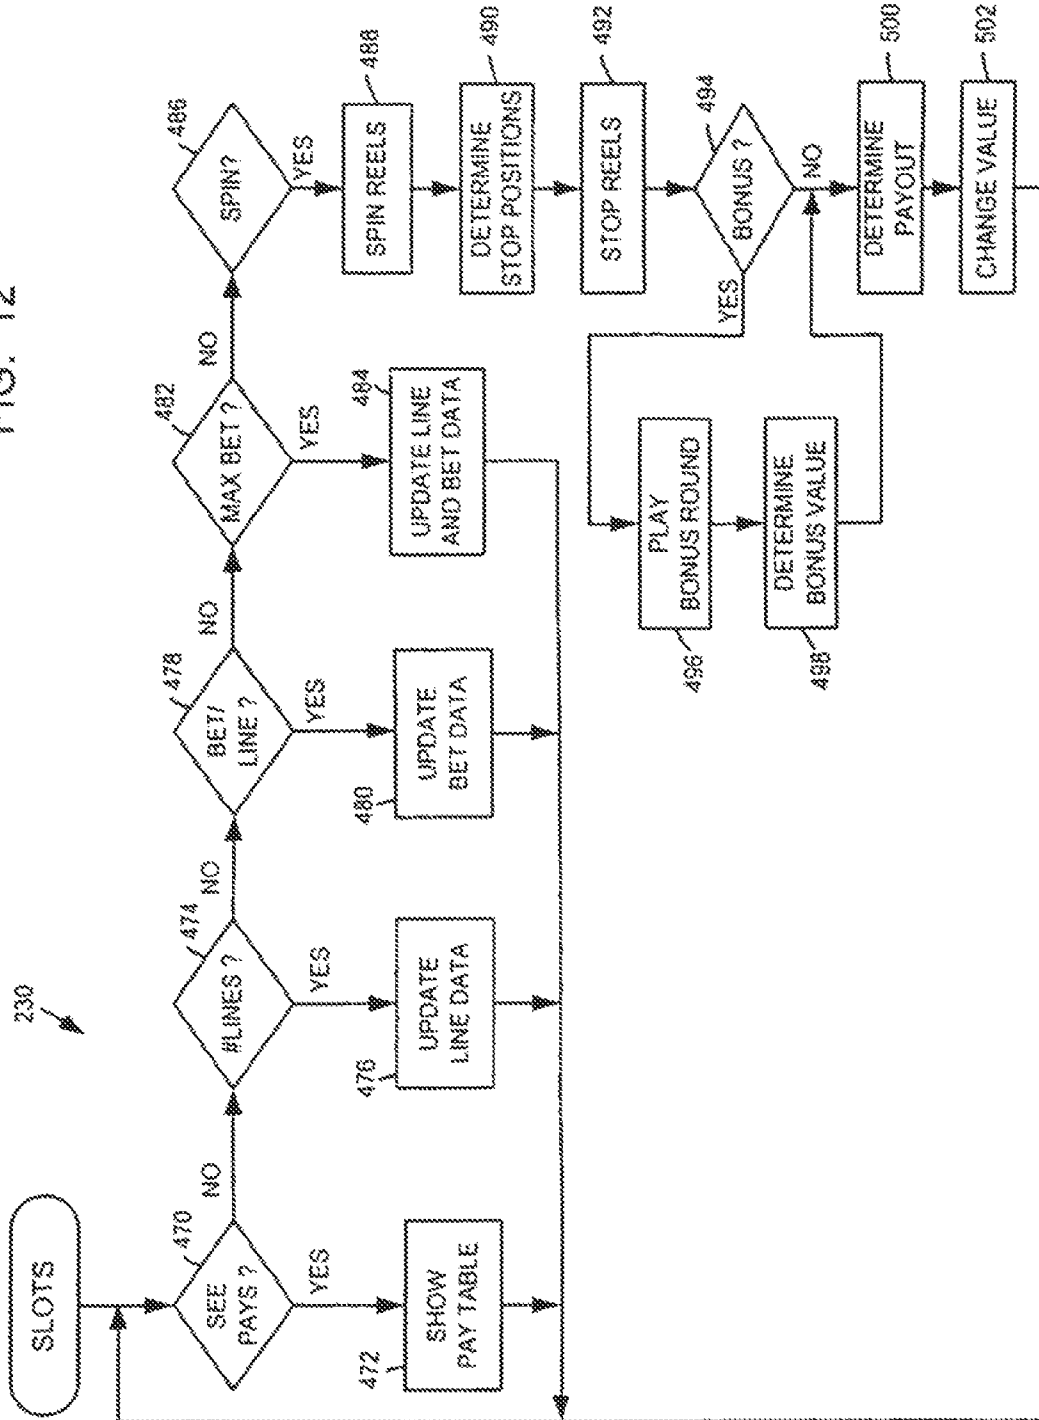 FIG. 12
230
SLOTS
470
SEE
PAYS ?
NO
YES
472
SHOW
PAY TABLE
474
#LINES ?
NO
YES
476
UPDATE
LINE DATA
478
BET/
LINE ?
NO
YES
480
UPDATE
BET DATA
482
MAX BET ?
NO
YES
484
UPDATE LINE
AND BET DATA
486
SPIN?
YES
488
SPIN REELS
490
DETERMINE
STOP POSITIONS
492
STOP REELS
494
BONUS ?
YES
NO
496
PLAY
BONUS ROUND
498
DETERMINE
BONUS VALUE
500
DETERMINE
PAYOUT
502
CHANGE VALUE